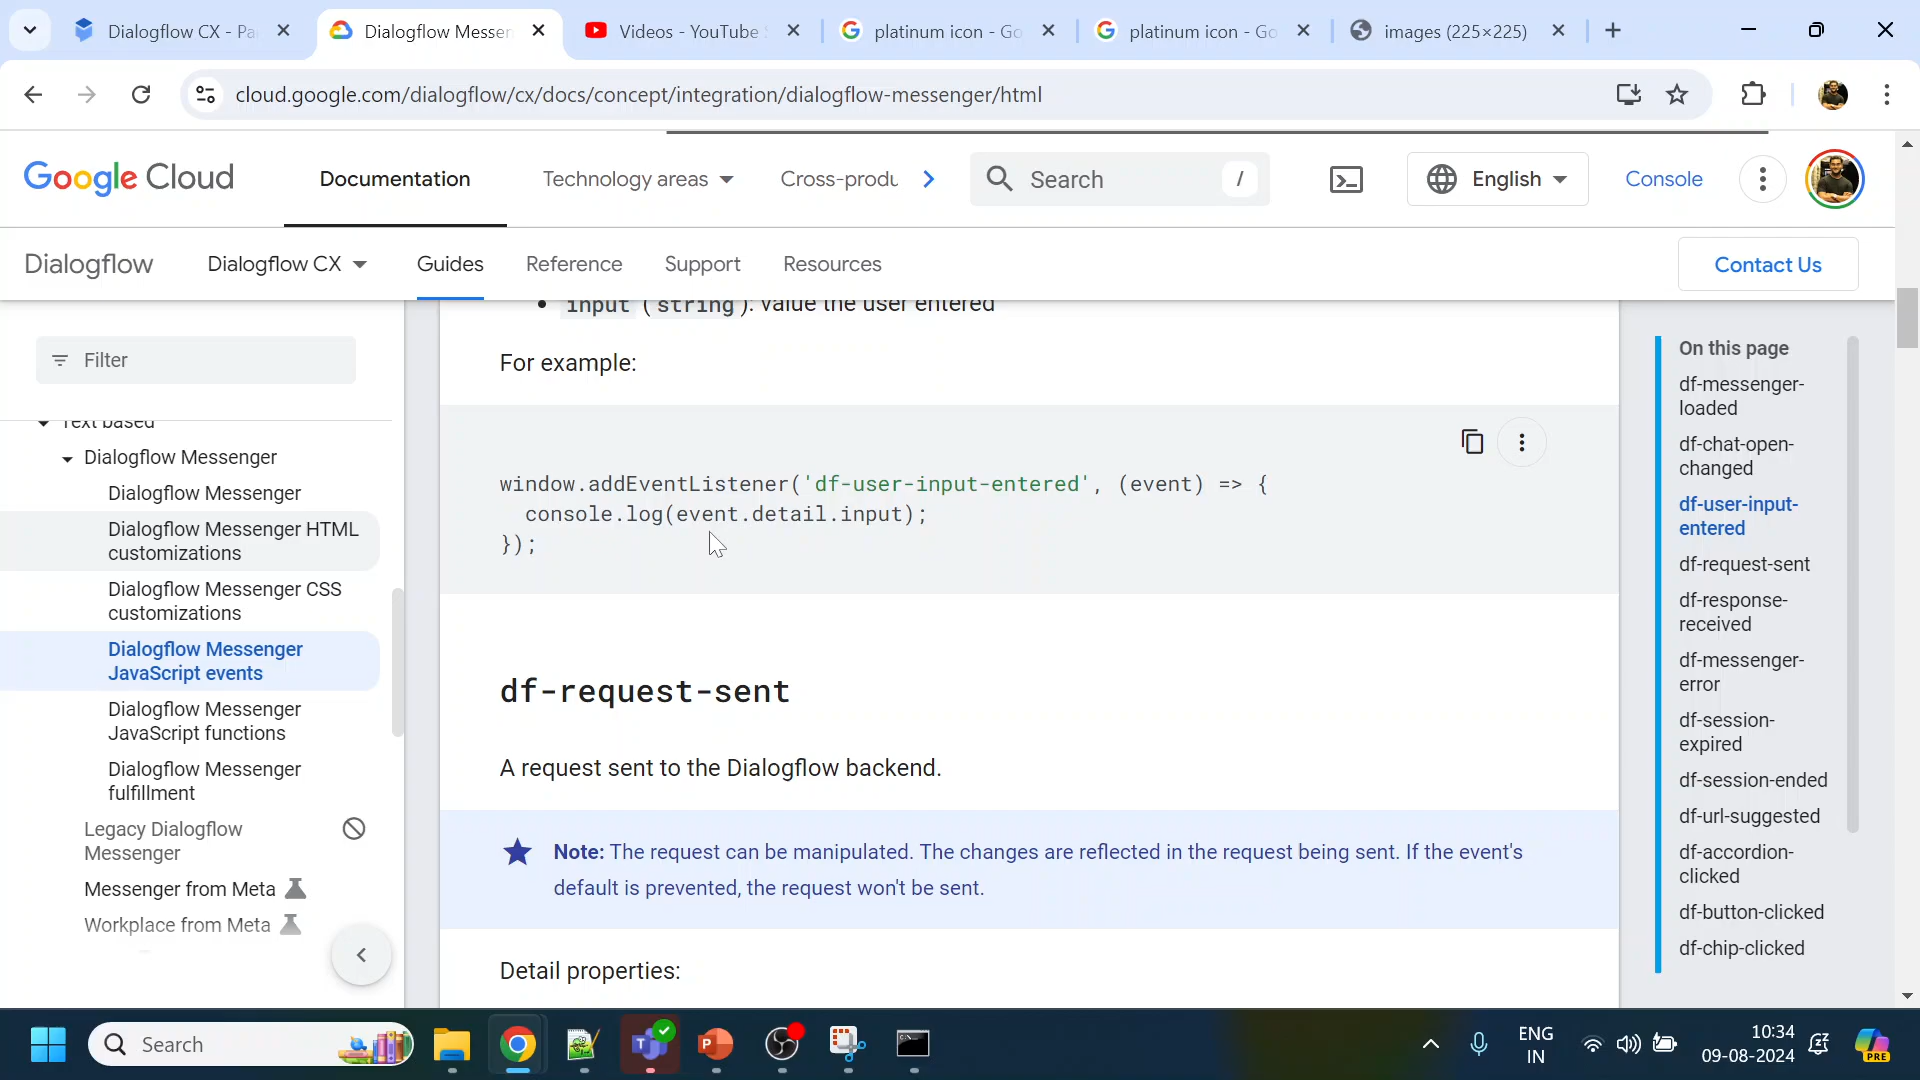 Dialogflow CX - Pa
Dialogflow Messen
Videos - YouTube S
platinum icon - Go
platinum icon - Go
images (225×225)
cloud.google.com/dialogflow/cx/docs/concept/integration/dialogflow-messenger/html
Google Cloud
Documentation
Technology areas
Cross-produ
Search
/
English
Console
Dialogflow
Dialogflow CX
Guides
Reference
Support
Resources
Contact Us
Filter
Text based
Dialogflow Messenger
Dialogflow Messenger
Dialogflow Messenger HTML
customizations
Dialogflow Messenger CSS
customizations
Dialogflow Messenger
JavaScript events
Dialogflow Messenger
JavaScript functions
Dialogflow Messenger
fulfillment
Legacy Dialogflow
Messenger
Messenger from Meta
Workplace from Meta
input (string): value the user entered
For example:
window.addEventListener('df-user-input-entered', (event) => {
console.log(event.detail.input);
});
df-request-sent
A request sent to the Dialogflow backend.
Note: The request can be manipulated. The changes are reflected in the request being sent. If the event's
default is prevented, the request won't be sent.
Detail properties:
On this page
df-messenger-
loaded
df-chat-open-
changed
df-user-input-
entered
df-request-sent
df-response-
received
df-messenger-
error
df-session-
expired
df-session-ended
df-url-suggested
df-accordion-
clicked
df-button-clicked
df-chip-clicked
Search
ENG
IN
10:34
09-08-2024
PRE